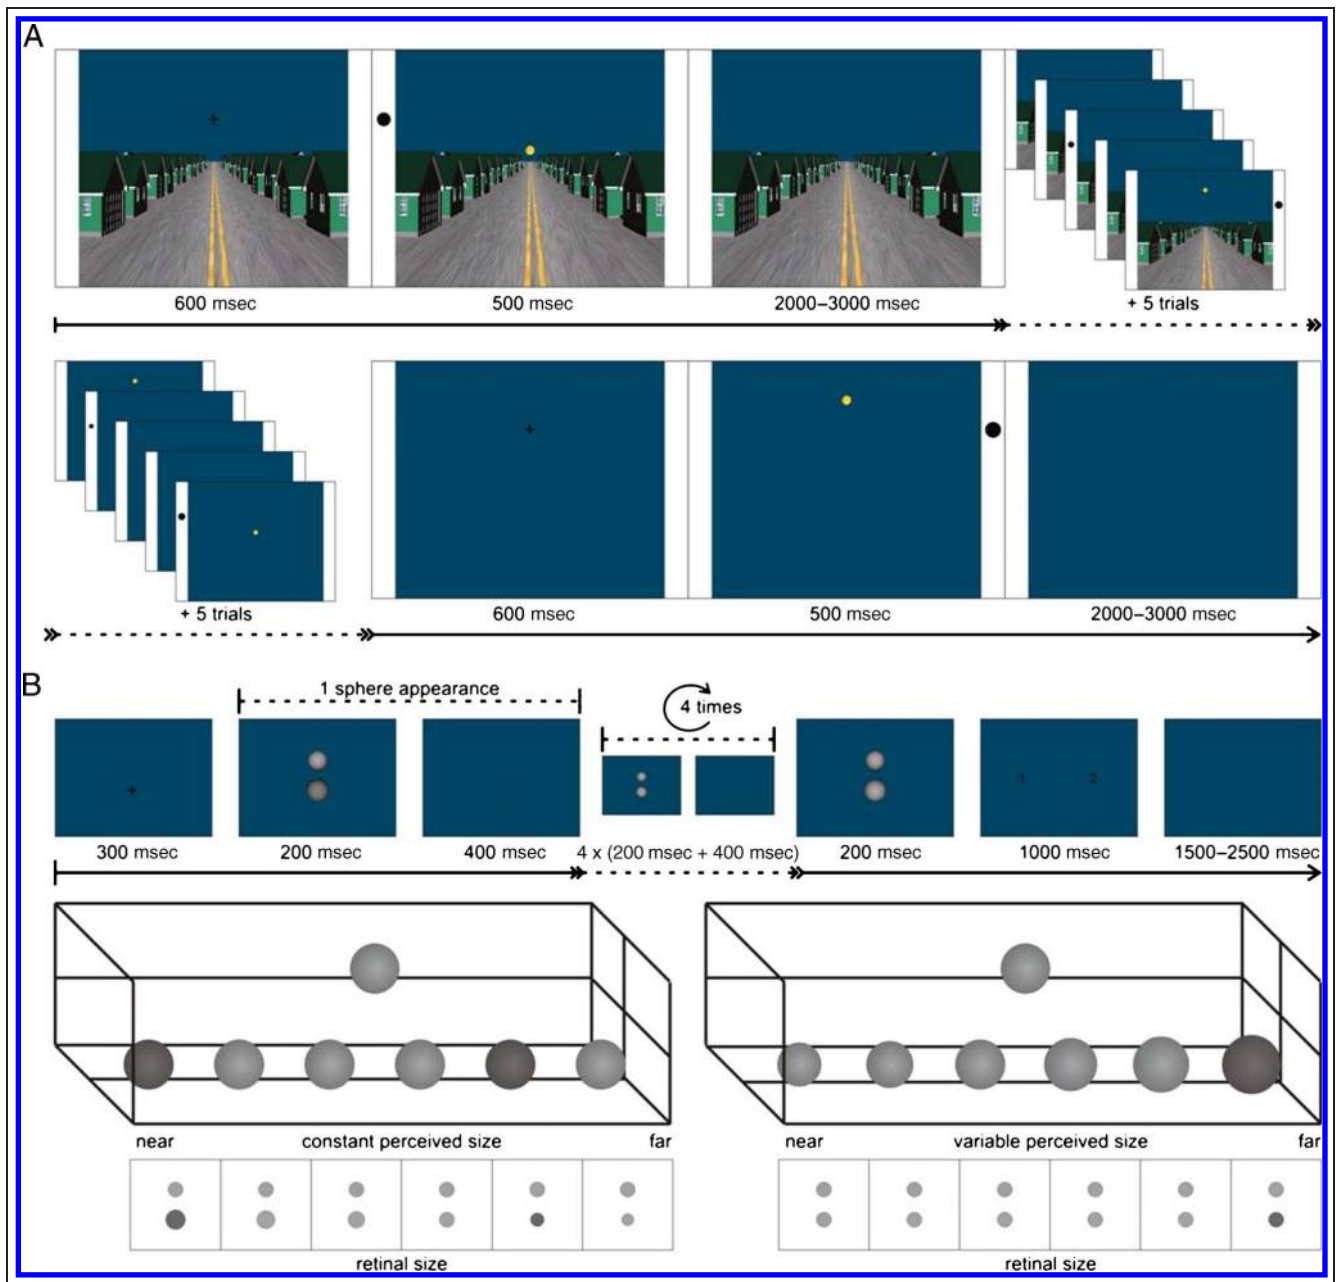 A
600 msec 500 msec 2000–3000 msec + 5 trials
+ 5 trials 600 msec 500 msec 2000–3000 msec
B
1 sphere appearance
4 times
1 2
300 msec 200 msec 400 msec 4 x (200 msec + 400 msec) 200 msec 1000 msec 1500–2500 msec
near constant perceived size far near variable perceived size far
retinal size retinal size